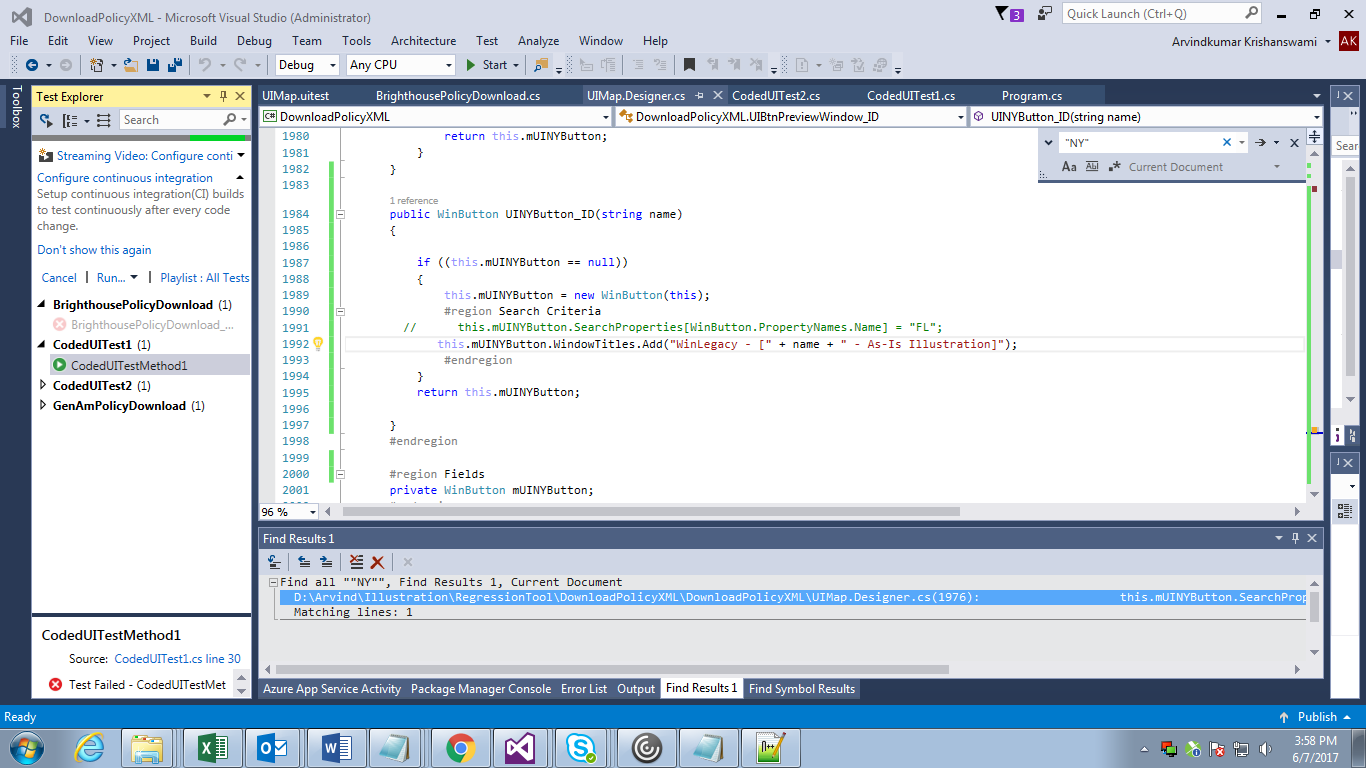 DownloadPolicyXML - Microsoft Visual Studio (Administrator)
3
Quick Launch (Ctrl+Q)
File Edit View Project Build Debug Team Tools Architecture Test Analyze Window Help
Arvindkumar Krishanswami
AK
Debug
Any CPU
Start
Toolbox
Test Explorer
Search
Streaming Video: Configure conti
Configure continuous integration
Setup continuous integration(CI) builds
to test continuously after every code
change.
Don't show this again
Cancel | Run... | Playlist : All Tests
BrighthousePolicyDownload (1)
BrighthousePolicyDownload_...
CodedUITest1 (1)
CodedUITestMethod1
CodedUITest2 (1)
GenAmPolicyDownload (1)
CodedUITestMethod1
Source: CodedUITest1.cs line 30
Test Failed - CodedUITestMet
UIMap.uitest BrighthousePolicyDownload.cs UIMap.Designer.cs CodedUITest2.cs CodedUITest1.cs Program.cs
C# DownloadPolicyXML
DownloadPolicyXML.UIBtnPreviewWindow_ID
UINYButton_ID(string name)
"NY"
Aa Ab Current Document
Sear
1980 return this.mUINYButton;
1981 }
1982 }
1983
1 reference
1984 public WinButton UINYButton_ID(string name)
1985 {
1986
1987 if ((this.mUINYButton == null))
1988 {
1989 this.mUINYButton = new WinButton(this);
1990 #region Search Criteria
1991 // this.mUINYButton.SearchProperties[WinButton.PropertyNames.Name] = "FL";
1992 this.mUINYButton.WindowTitles.Add("WinLegacy - [" + name + " - As-Is Illustration]");
1993 #endregion
1994 }
1995 return this.mUINYButton;
1996
1997 }
1998 #endregion
1999
2000 #region Fields
2001 private WinButton mUINYButton;
96 %
Find Results 1
Find all ""NY"", Find Results 1, Current Document
D:\Arvind\Illustration\RegressionTool\DownloadPolicyXML\DownloadPolicyXML\UIMap.Designer.cs(1976): this.mUINYButton.SearchProp
Matching lines: 1
Azure App Service Activity Package Manager Console Error List Output Find Results 1 Find Symbol Results
Ready
Publish
3:58 PM
6/7/2017